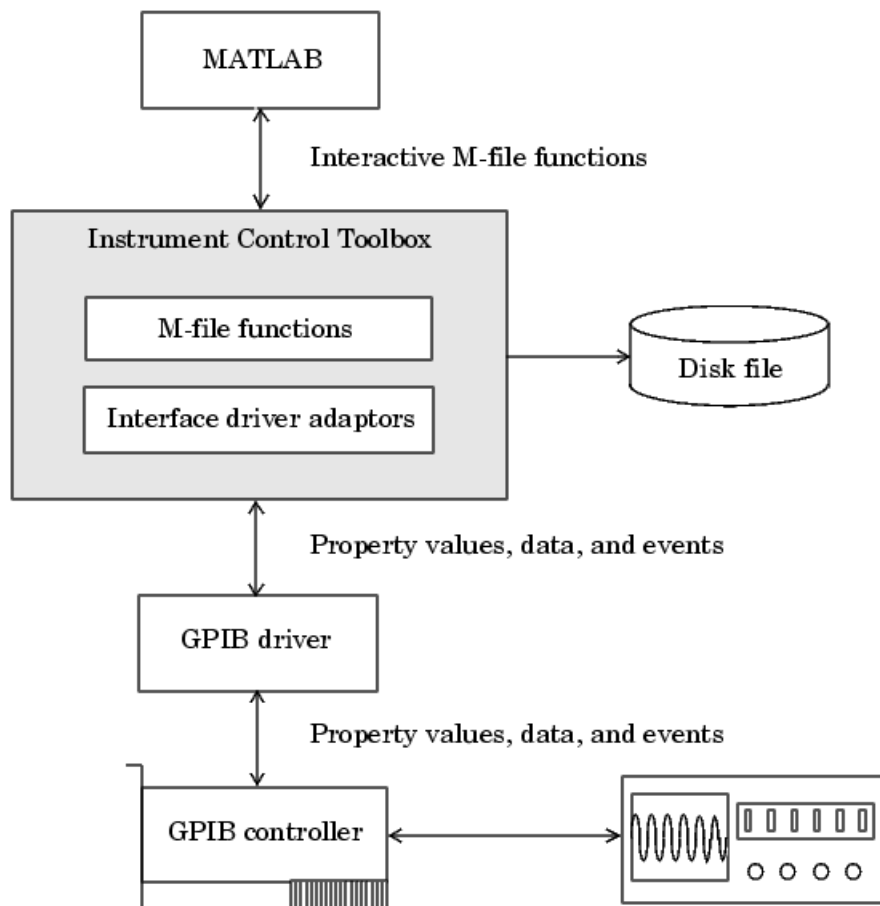 MATLAB
Interactive M-file functions
Instrument Control Toolbox
M-file functions
Interface driver adaptors
Disk file
Property values, data, and events
GPIB driver
Property values, data, and events
GPIB controller